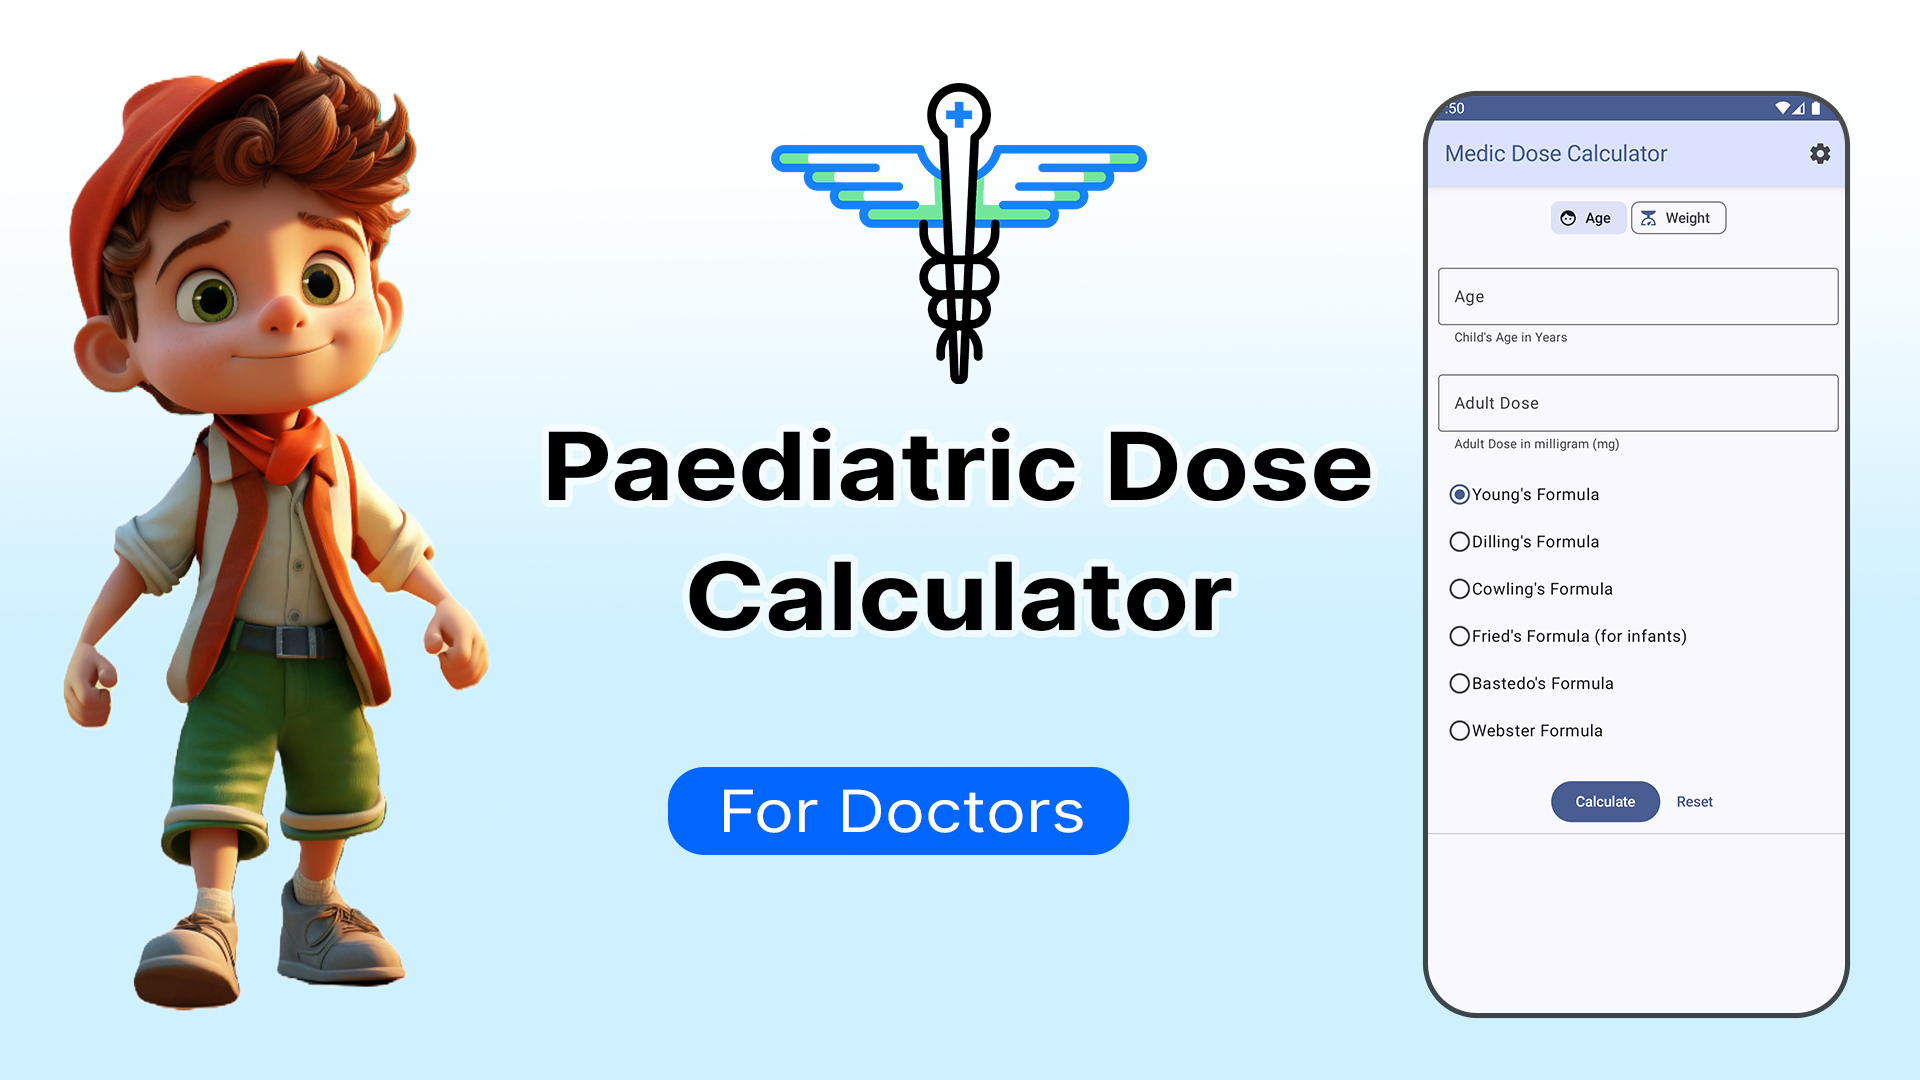 Paediatric Dose
Calculator
For Doctors
:50
Medic Dose Calculator
Age
Weight
Age
Child's Age in Years
Adult Dose
Adult Dose in milligram (mg)
Young's Formula
Dilling's Formula
Cowling's Formula
Fried's Formula (for infants)
Bastedo's Formula
Webster Formula
Calculate
Reset